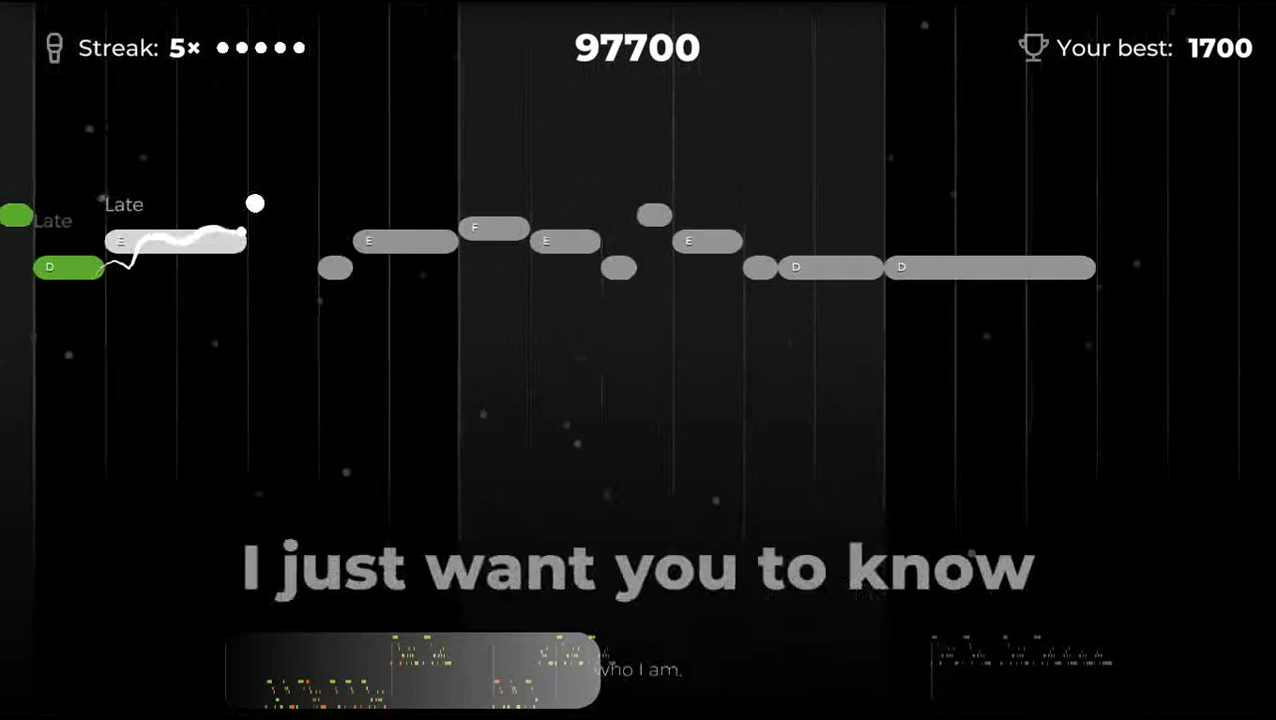 Streak: 5× 97700 Your best: 1700
Late Late
E D
E F E E D D
I just want you to know
who I am.